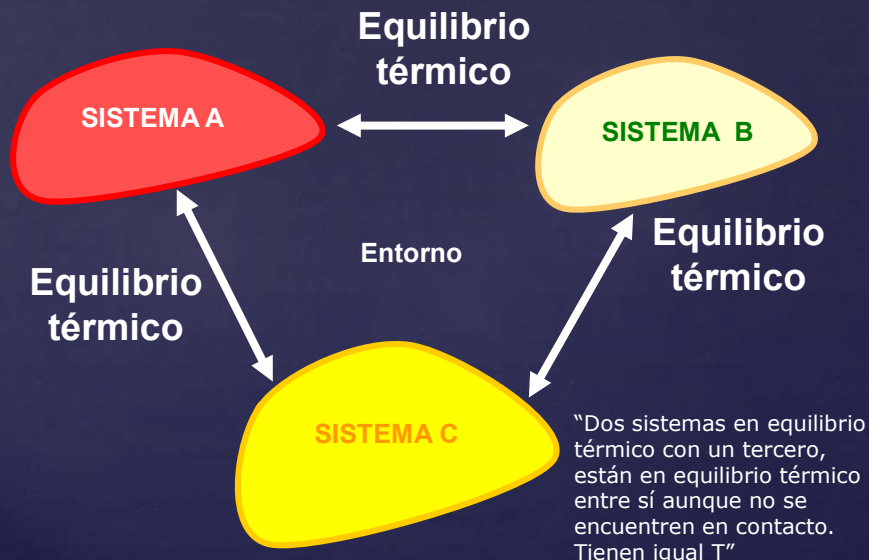 Equilibrio
térmico
SISTEMA A
SISTEMA B
Entorno
Equilibrio
térmico
Equilibrio
térmico
SISTEMA C
“Dos sistemas en equilibrio
térmico con un tercero,
están en equilibrio térmico
entre sí aunque no se
encuentren en contacto.
Tienen igual T”